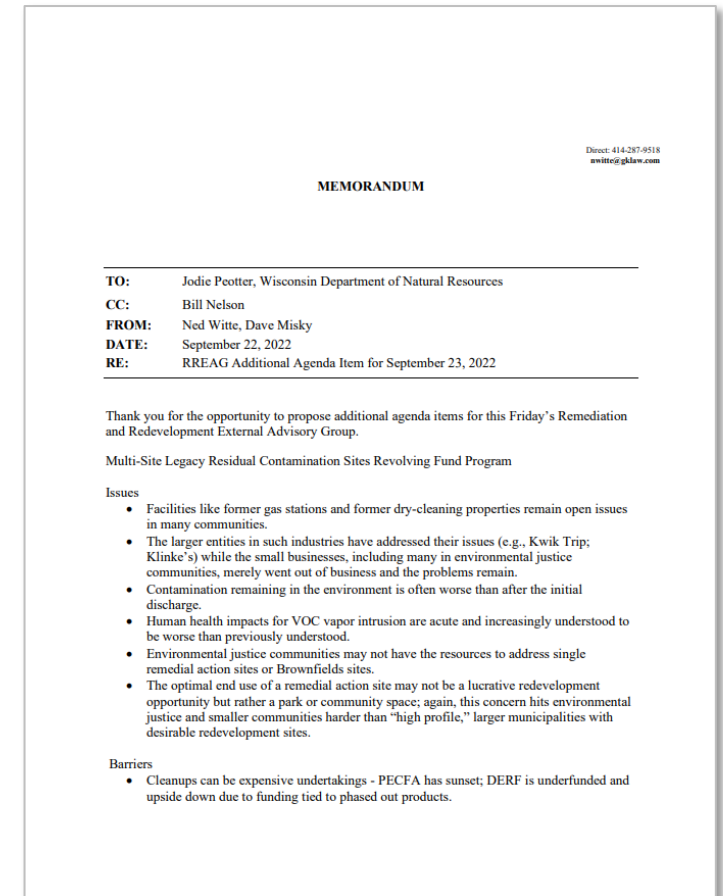 Direct: 414-287-9518
nwitte@gklaw.com
MEMORANDUM
TO: Jodie Peotter, Wisconsin Department of Natural Resources
CC: Bill Nelson
FROM: Ned Witte, Dave Misky
DATE: September 22, 2022
RE: RREAG Additional Agenda Item for September 23, 2022
Thank you for the opportunity to propose additional agenda items for this Friday's Remediation
and Redevelopment External Advisory Group.
Multi-Site Legacy Residual Contamination Sites Revolving Fund Program
Issues
• Facilities like former gas stations and former dry-cleaning properties remain open issues
in many communities.
• The larger entities in such industries have addressed their issues (e.g., Kwik Trip;
Klinke's) while the small businesses, including many in environmental justice
communities, merely went out of business and the problems remain.
• Contamination remaining in the environment is often worse than after the initial
discharge.
• Human health impacts for VOC vapor intrusion are acute and increasingly understood to
be worse than previously understood.
• Environmental justice communities may not have the resources to address single
remedial action sites or Brownfields sites.
• The optimal end use of a remedial action site may not be a lucrative redevelopment
opportunity but rather a park or community space; again, this concern hits environmental
justice and smaller communities harder than “high profile,” larger municipalities with
desirable redevelopment sites.
Barriers
• Cleanups can be expensive undertakings - PECFA has sunset; DERF is underfunded and
upside down due to funding tied to phased out products.